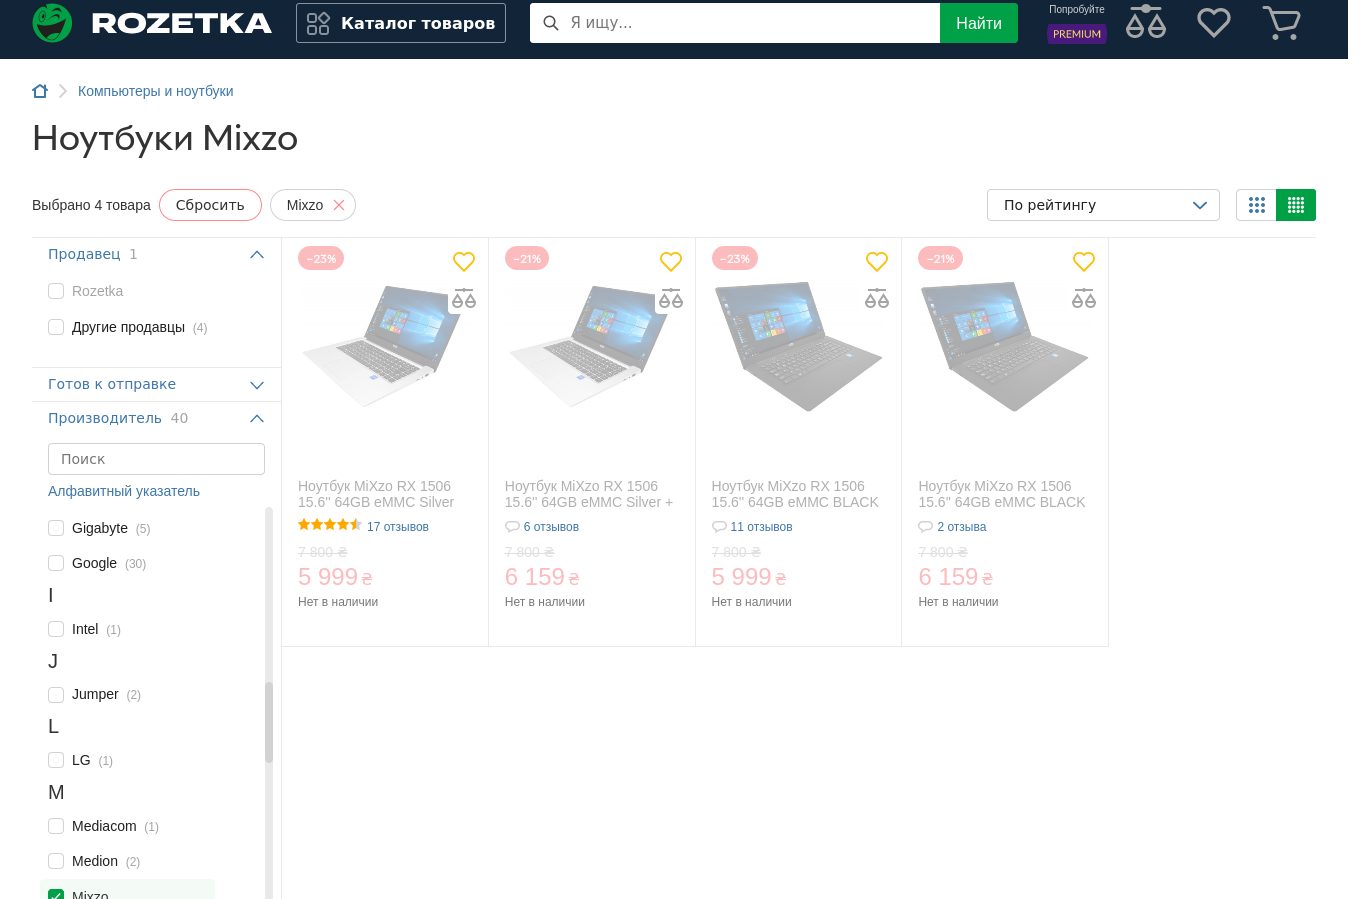 ROZETKA
Каталог товаров
Я ищу...
Найти
Попробуйте
PREMIUM
Компьютеры и ноутбуки
Ноутбуки Mixzo
Выбрано 4 товара
Сбросить
Mixzo
По рейтингу
Продавец 1
Rozetka
Другие продавцы (4)
Готов к отправке
Производитель 40
Поиск
Алфавитный указатель
Gigabyte (5)
Google (30)
I
Intel (1)
J
Jumper (2)
L
LG (1)
M
Mediacom (1)
Medion (2)
Mixzo
−23%
Ноутбук MiXzo RX 1506
15.6" 64GB eMMC Silver
17 отзывов
7 800 ₴
5 999 ₴
Нет в наличии
−21%
Ноутбук MiXzo RX 1506
15.6" 64GB eMMC Silver +
6 отзывов
7 800 ₴
6 159 ₴
Нет в наличии
−23%
Ноутбук MiXzo RX 1506
15.6" 64GB eMMC BLACK
11 отзывов
7 800 ₴
5 999 ₴
Нет в наличии
−21%
Ноутбук MiXzo RX 1506
15.6" 64GB eMMC BLACK
2 отзыва
7 800 ₴
6 159 ₴
Нет в наличии